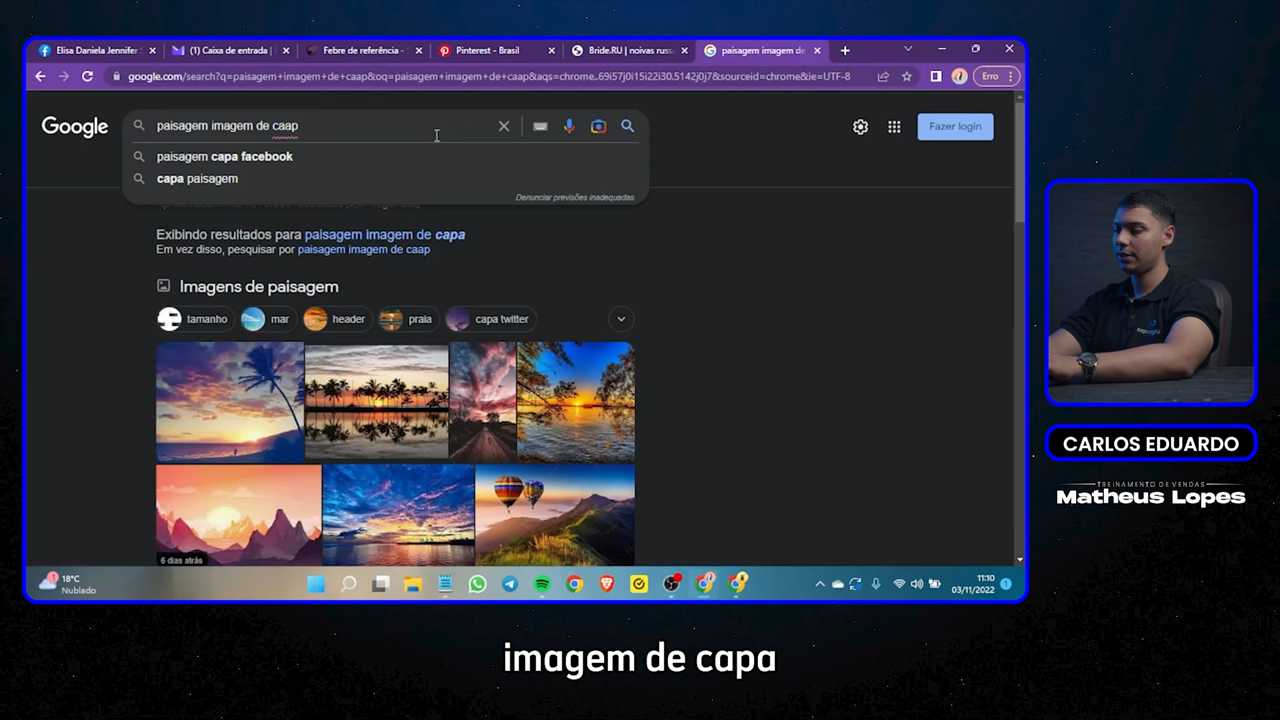 Elisa Daniela Jennifer
(1) Caixa de entrada |
Febre de referência -
Pinterest - Brasil
Bride.RU | noivas russ
paisagem imagem de
google.com/search?q=paisagem+imagem+de+caap&oq=paisagem+imagem+de+caap&aqs=chrome..69i57j0i15i22i30.5142j0j7&sourceid=chrome&ie=UTF-8
Erro
Google
paisagem imagem de caap
paisagem capa facebook
capa paisagem
Denunciar previsões inadequadas
Fazer login
Exibindo resultados para paisagem imagem de capa
Em vez disso, pesquisar por paisagem imagem de caap
Imagens de paisagem
tamanho
mar
header
praia
capa twitter
6 dias atrás
18°C
Nublado
11:10
03/11/2022
CARLOS EDUARDO
TREINAMENTO DE VENDAS
Matheus Lopes
imagem de capa